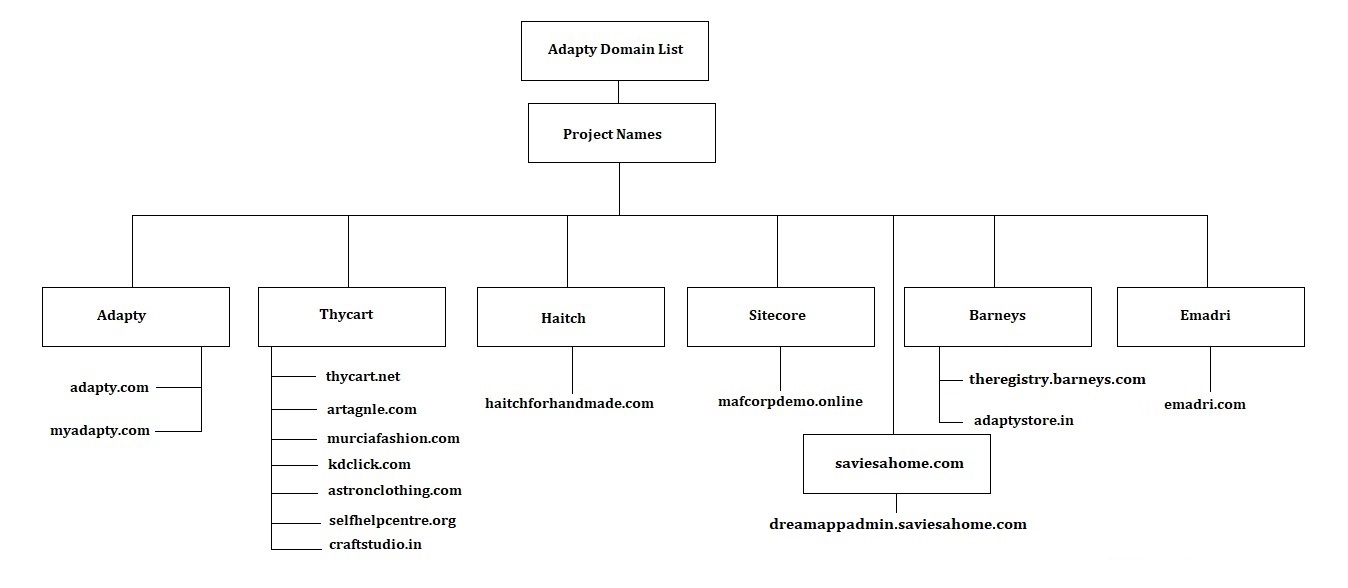 Adapty Domain List
Project Names
Adapty
Thycart
Haitch
Sitecore
Barneys
Emadri
adapty.com
myadapty.com
thycart.net
artagnle.com
murciafashion.com
kdclick.com
astronclothing.com
selfhelpcentre.org
craftstudio.in
haitchforhandmade.com
mafcorpdemo.online
theregistry.barneys.com
adaptystore.in
emadri.com
saviesahome.com
dreamappadmin.saviesahome.com